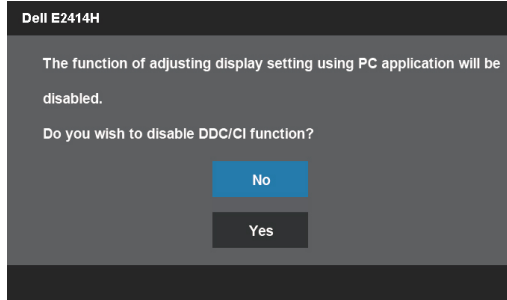 Dell E2414H
The function of adjusting display setting using PC application will be
disabled.
Do you wish to disable DDC/CI function?
No
Yes